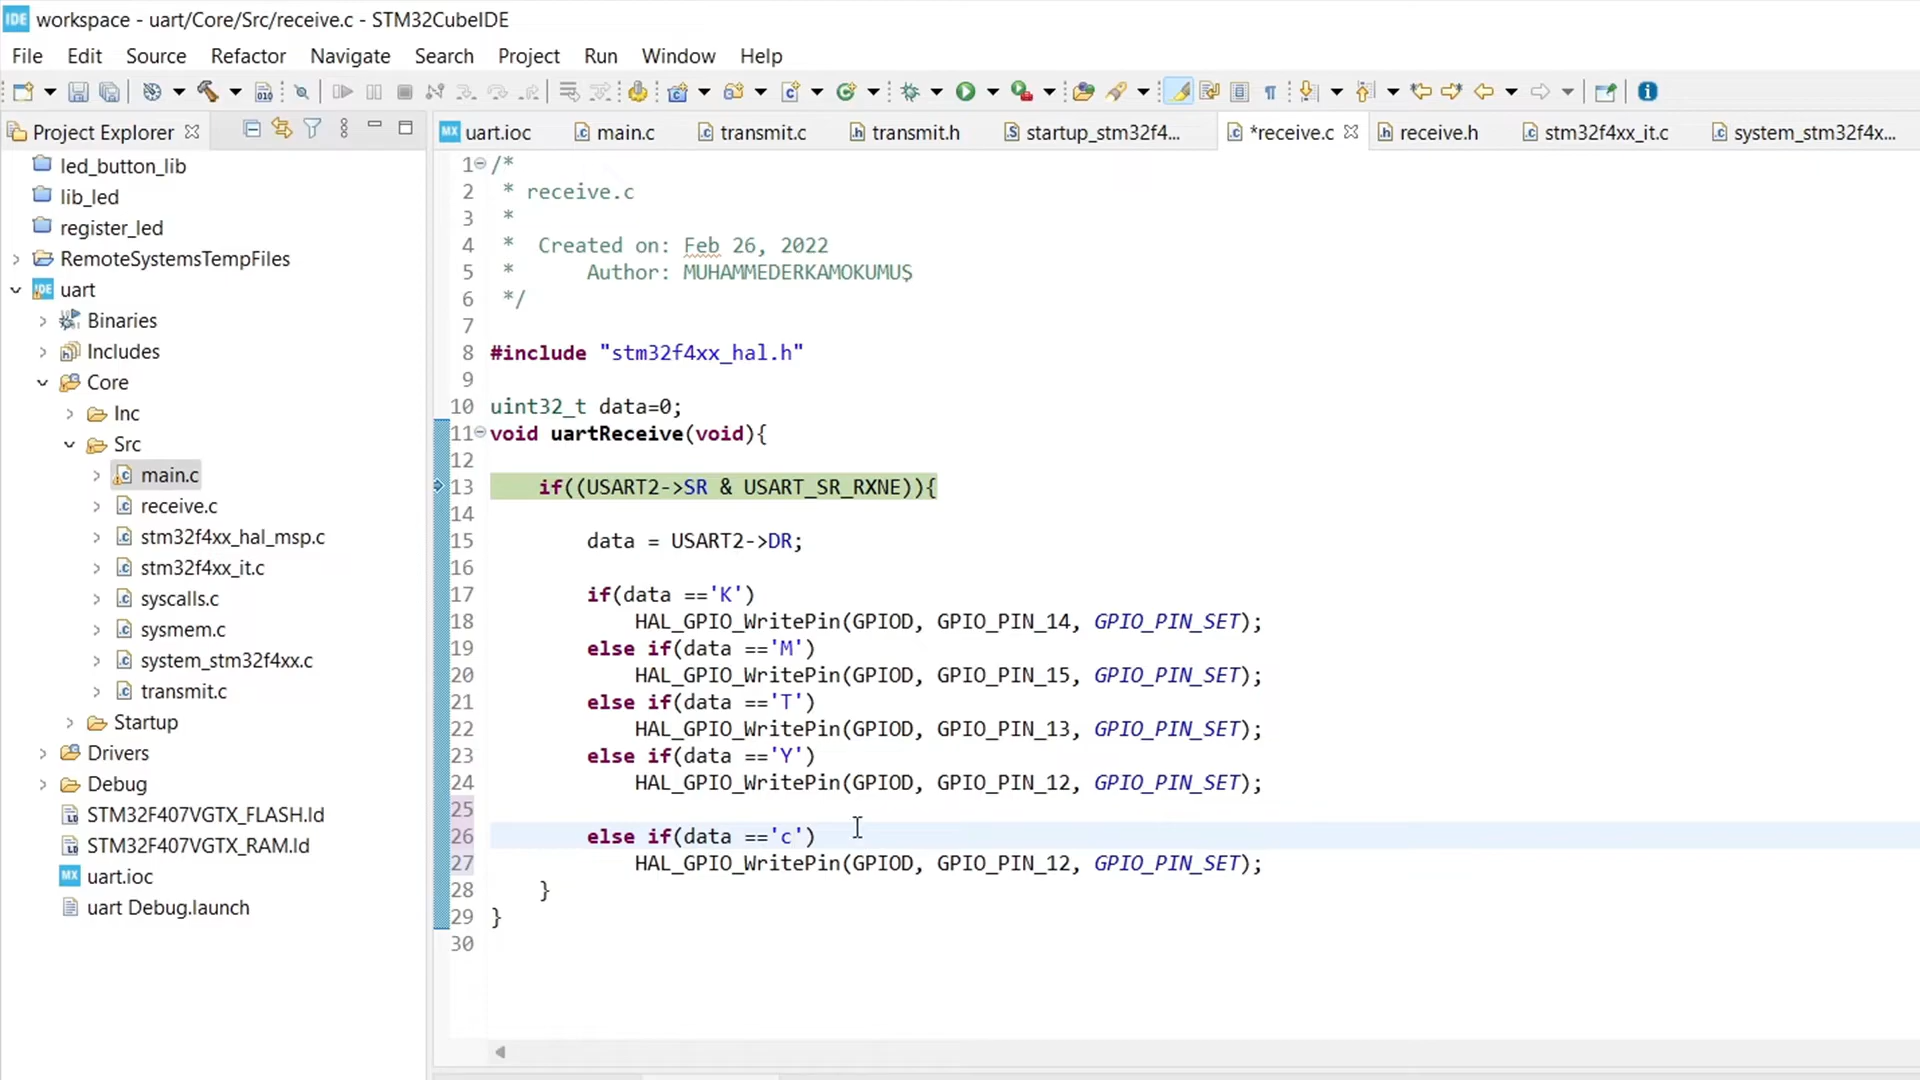 IDE workspace - uart/Core/Src/receive.c - STM32CubeIDE
File Edit Source Refactor Navigate Search Project Run Window Help
Project Explorer
MX uart.ioc main.c transmit.c transmit.h startup_stm32f4... *receive.c receive.h stm32f4xx_it.c system_stm32f4x...
led_button_lib
lib_led
register_led
RemoteSystemsTempFiles
IDE uart
Binaries
Includes
Core
Inc
Src
main.c
receive.c
stm32f4xx_hal_msp.c
stm32f4xx_it.c
syscalls.c
sysmem.c
system_stm32f4xx.c
transmit.c
Startup
Drivers
Debug
STM32F407VGTX_FLASH.ld
STM32F407VGTX_RAM.ld
MX uart.ioc
uart Debug.launch
1 /*
2 * receive.c
3 *
4 * Created on: Feb 26, 2022
5 * Author: MUHAMMEDERKAMOKUMUŞ
6 */
7
8 #include "stm32f4xx_hal.h"
9
10 uint32_t data=0;
11 void uartReceive(void){
12
13 if((USART2->SR & USART_SR_RXNE)){
14
15 data = USART2->DR;
16
17 if(data =='K')
18 HAL_GPIO_WritePin(GPIOD, GPIO_PIN_14, GPIO_PIN_SET);
19 else if(data =='M')
20 HAL_GPIO_WritePin(GPIOD, GPIO_PIN_15, GPIO_PIN_SET);
21 else if(data =='T')
22 HAL_GPIO_WritePin(GPIOD, GPIO_PIN_13, GPIO_PIN_SET);
23 else if(data =='Y')
24 HAL_GPIO_WritePin(GPIOD, GPIO_PIN_12, GPIO_PIN_SET);
25
26 else if(data =='c')
27 HAL_GPIO_WritePin(GPIOD, GPIO_PIN_12, GPIO_PIN_SET);
28 }
29 }
30